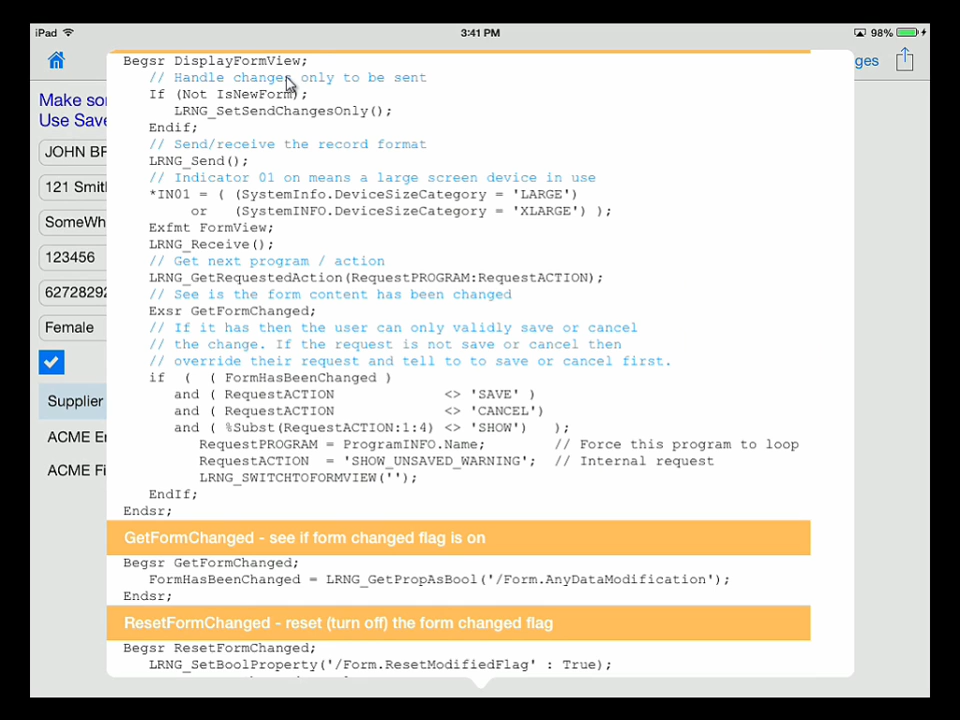 iPad
3:41 PM
98%
Make so
Use Save
ges
JOHN BR
121 Smit
SomeWh
123456
62728292
Female
Supplier
ACME En
ACME Fi
Begsr DisplayFormView;
// Handle changes only to be sent
If (Not IsNewForm);
LRNG_SetSendChangesOnly();
Endif;
// Send/receive the record format
LRNG_Send();
// Indicator 01 on means a large screen device in use
*IN01 = ( (SystemInfo.DeviceSizeCategory = 'LARGE')
or (SystemINFO.DeviceSizeCategory = 'XLARGE') );
Exfmt FormView;
LRNG_Receive();
// Get next program / action
LRNG_GetRequestedAction(RequestPROGRAM:RequestACTION);
// See is the form content has been changed
Exsr GetFormChanged;
// If it has then the user can only validly save or cancel
// the change. If the request is not save or cancel then
// override their request and tell to to save or cancel first.
if ( ( FormHasBeenChanged )
and ( RequestACTION <> 'SAVE' )
and ( RequestACTION <> 'CANCEL')
and ( %Subst(RequestACTION:1:4) <> 'SHOW') );
RequestPROGRAM = ProgramINFO.Name; // Force this program to loop
RequestACTION = 'SHOW_UNSAVED_WARNING'; // Internal request
LRNG_SWITCHTOFORMVIEW('');
EndIf;
Endsr;
GetFormChanged - see if form changed flag is on
Begsr GetFormChanged;
FormHasBeenChanged = LRNG_GetPropAsBool('/Form.AnyDataModification');
Endsr;
ResetFormChanged - reset (turn off) the form changed flag
Begsr ResetFormChanged;
LRNG_SetBoolProperty('/Form.ResetModifiedFlag' : True);